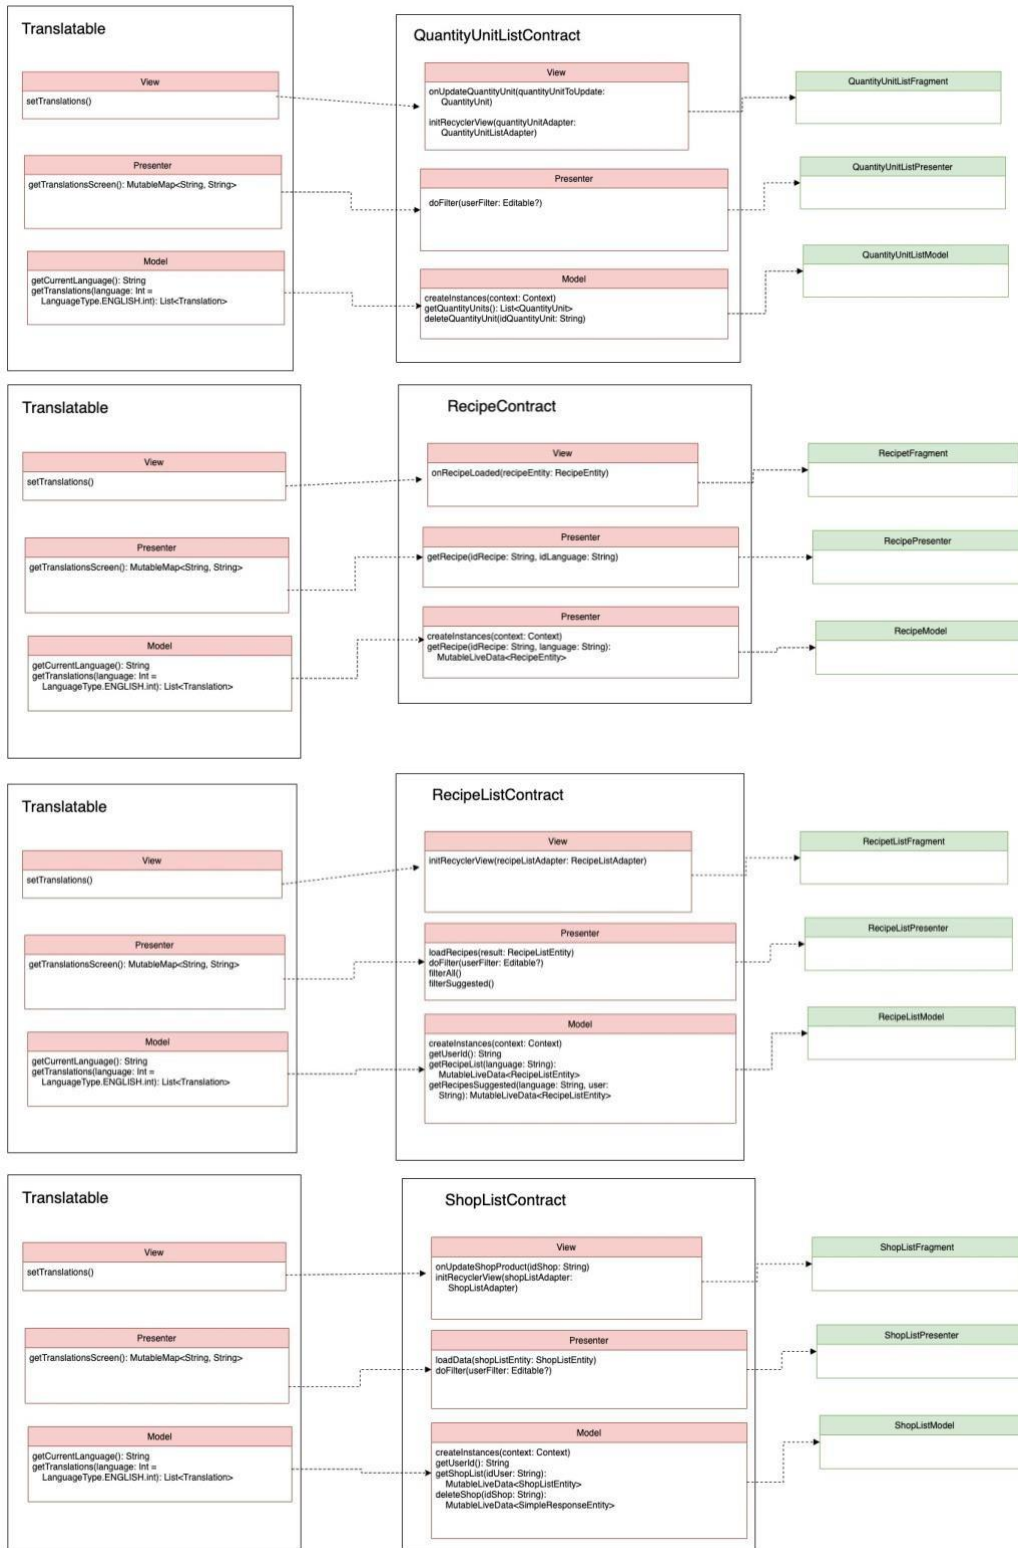 Translatable
View
setTranslations()
Presenter
getTranslationsScreen(): MutableMap<String, String>
Model
getCurrentLanguage(): String
getTranslations(language: Int =
LanguageType.ENGLISH.int): List<Translation>
QuantityUnitListContract
View
onUpdateQuantityUnit(quantityUnitToUpdate:
QuantityUnit)
initRecyclerView(quantityUnitAdapter:
QuantityUnitListAdapter)
Presenter
doFilter(userFilter: Editable?)
Model
createInstances(context: Context)
getQuantityUnits(): List<QuantityUnit>
deleteQuantityUnit(idQuantityUnit: String)
QuantityUnitListFragment
QuantityUnitListPresenter
QuantityUnitListModel
Translatable
View
setTranslations()
Presenter
getTranslationsScreen(): MutableMap<String, String>
Model
getCurrentLanguage(): String
getTranslations(language: Int =
LanguageType.ENGLISH.int): List<Translation>
RecipeContract
View
onRecipeLoaded(recipeEntity: RecipeEntity)
Presenter
getRecipe(idRecipe: String, idLanguage: String)
Presenter
createInstances(context: Context)
getRecipe(idRecipe: String, language: String):
MutableLiveData<RecipeEntity>
RecipetFragment
RecipePresenter
RecipeModel
Translatable
View
setTranslations()
Presenter
getTranslationsScreen(): MutableMap<String, String>
Model
getCurrentLanguage(): String
getTranslations(language: Int =
LanguageType.ENGLISH.int): List<Translation>
RecipeListContract
View
initRecyclerView(recipeListAdapter: RecipeListAdapter)
Presenter
loadRecipes(result: RecipeListEntity)
doFilter(userFilter: Editable?)
filterAll()
filterSuggested()
Model
createInstances(context: Context)
getUserId(): String
getRecipeList(language: String):
MutableLiveData<RecipeListEntity>
getRecipesSuggested(language: String, user:
String): MutableLiveData<RecipeListEntity>
RecipetListFragment
RecipeListPresenter
RecipeListModel
Translatable
View
setTranslations()
Presenter
getTranslationsScreen(): MutableMap<String, String>
Model
getCurrentLanguage(): String
getTranslations(language: Int =
LanguageType.ENGLISH.int): List<Translation>
ShopListContract
View
onUpdateShopProduct(idShop: String)
initRecyclerView(shopListAdapter:
ShopListAdapter)
Presenter
loadData(shopListEntity: ShopListEntity)
doFilter(userFilter: Editable?)
Model
createInstances(context: Context)
getUserId(): String
getShopList(idUser: String):
MutableLiveData<ShopListEntity>
deleteShop(idShop: String):
MutableLiveData<SimpleResponseEntity>
ShopListFragment
ShopListPresenter
ShopListModel